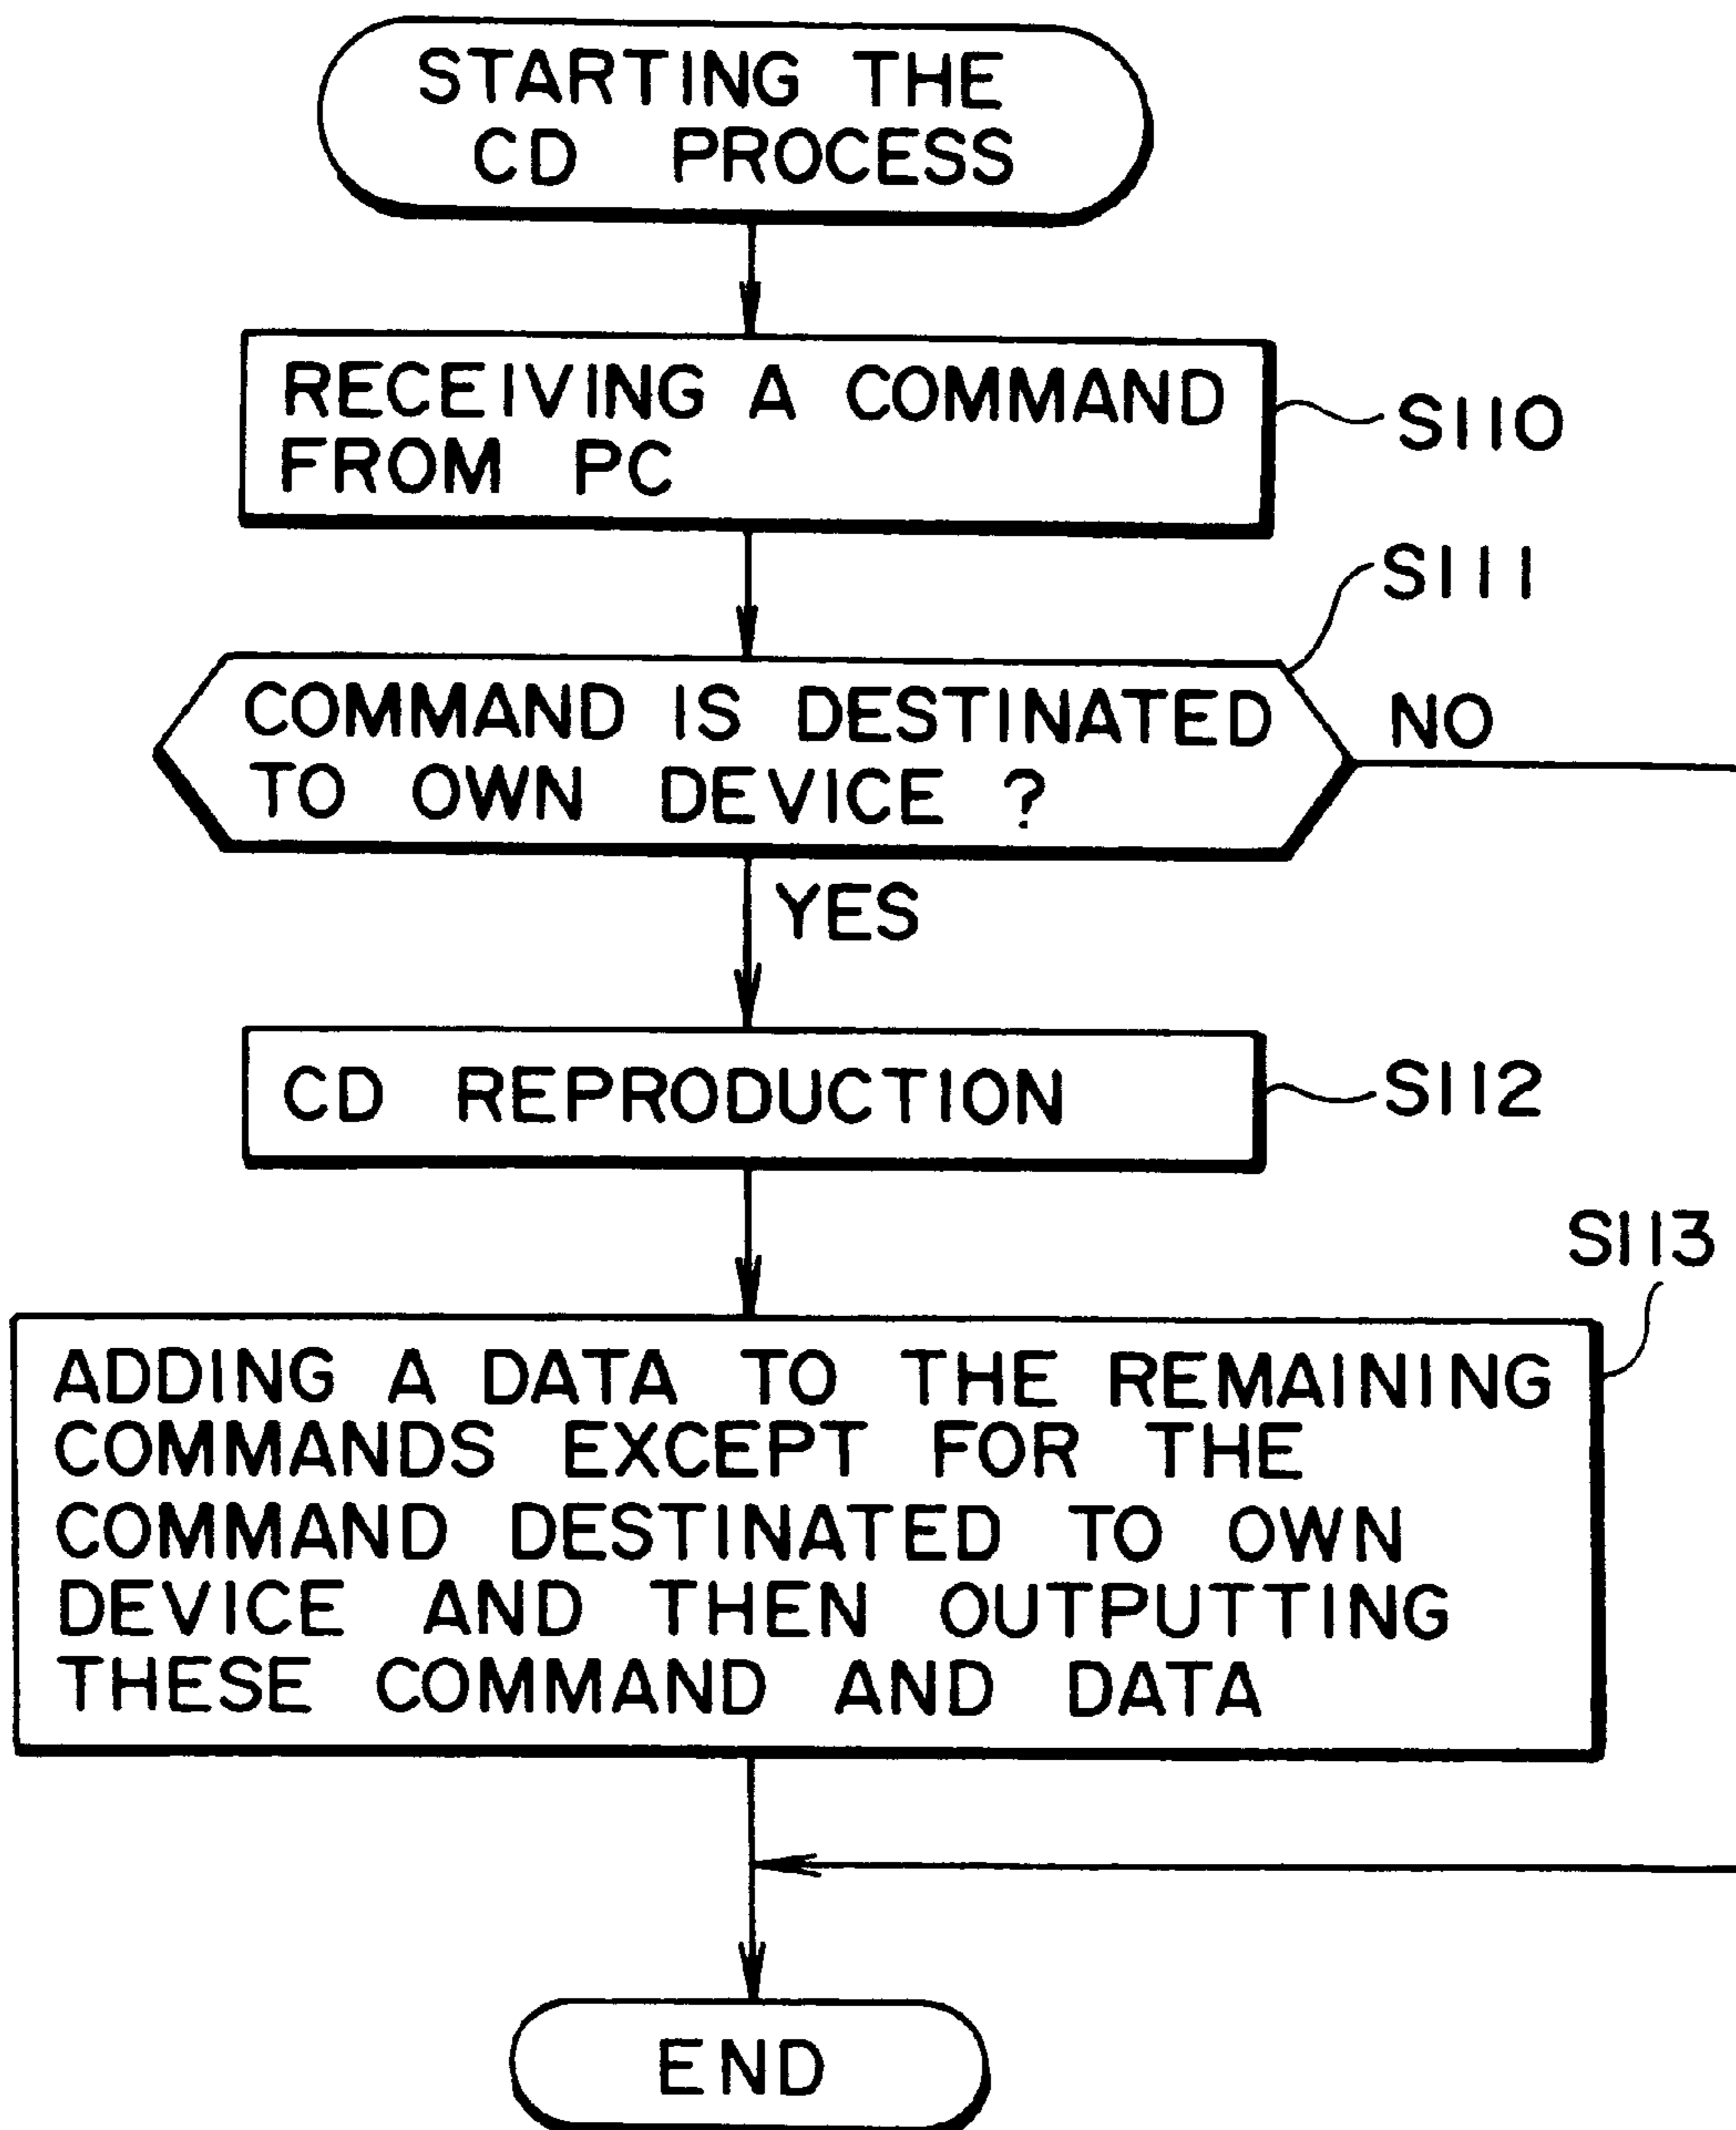 STARTING THE
CD PROCESS
RECEIVING A COMMAND
FROM PC
S110
S111
COMMAND IS DESTINATED
TO OWN DEVICE ?
NO
YES
CD REPRODUCTION
S112
S113
ADDING A DATA TO THE REMAINING
COMMANDS EXCEPT FOR THE
COMMAND DESTINATED TO OWN
DEVICE AND THEN OUTPUTTING
THESE COMMAND AND DATA
END